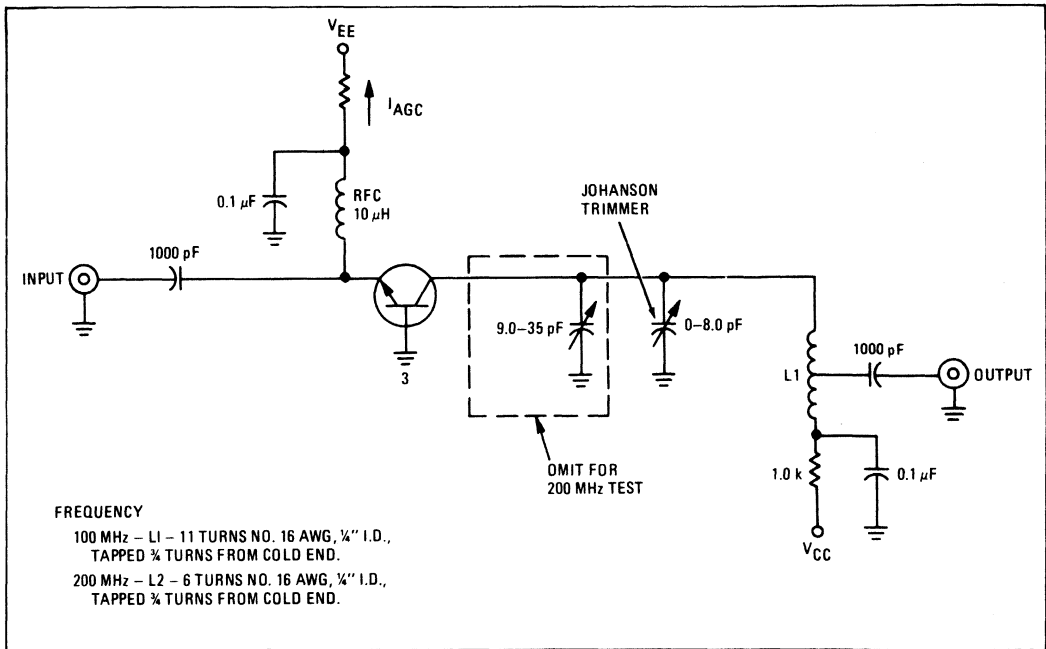 VEE
IAGC
0.1 µF
RFC
10 µH
JOHANSON
TRIMMER
1000 pF
INPUT
9.0–35 pF
0–8.0 pF
1000 pF
3
L1
OUTPUT
OMIT FOR
200 MHz TEST
1.0 k
0.1 µF
VCC
FREQUENCY
100 MHz – LI – 11 TURNS NO. 16 AWG, ¼″ I.D.,
TAPPED ¾ TURNS FROM COLD END.
200 MHz – L2 – 6 TURNS NO. 16 AWG, ¼″ I.D.,
TAPPED ¾ TURNS FROM COLD END.